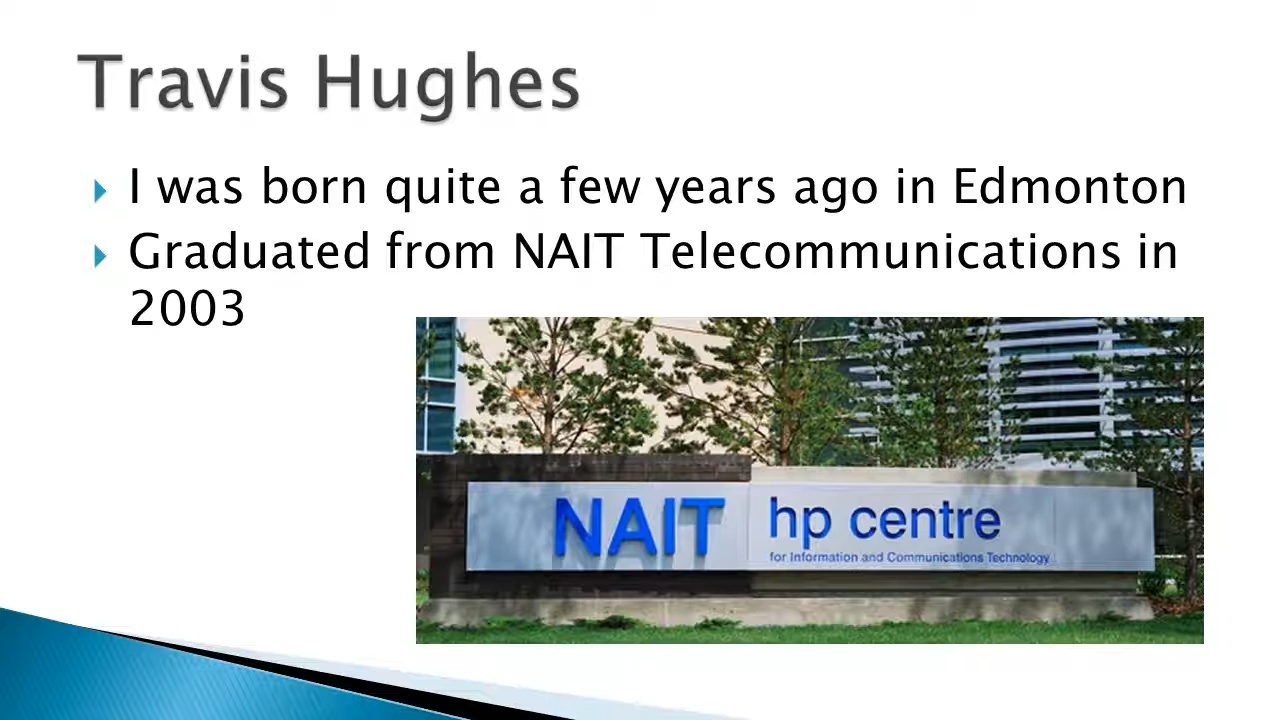 Travis Hughes
I was born quite a few years ago in Edmonton
Graduated from NAIT Telecommunications in
2003
NAIT hp centre
for Information and Communications Technology